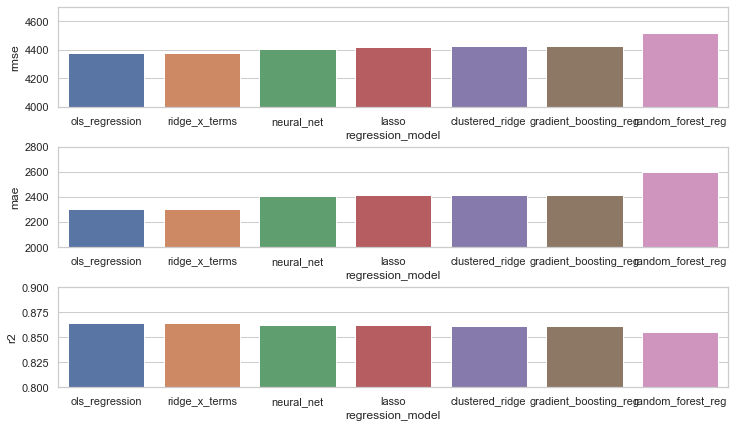 4600
4400
4200
4000
rmse
ols_regression ridge_x_terms neural_net lasso clustered_ridge gradient_boosting_reg random_forest_reg
regression_model
2800
2600
2400
2200
2000
mae
ols_regression ridge_x_terms neural_net lasso clustered_ridge gradient_boosting_reg random_forest_reg
regression_model
0.900
0.875
0.850
0.825
0.800
r2
ols_regression ridge_x_terms neural_net lasso clustered_ridge gradient_boosting_reg random_forest_reg
regression_model